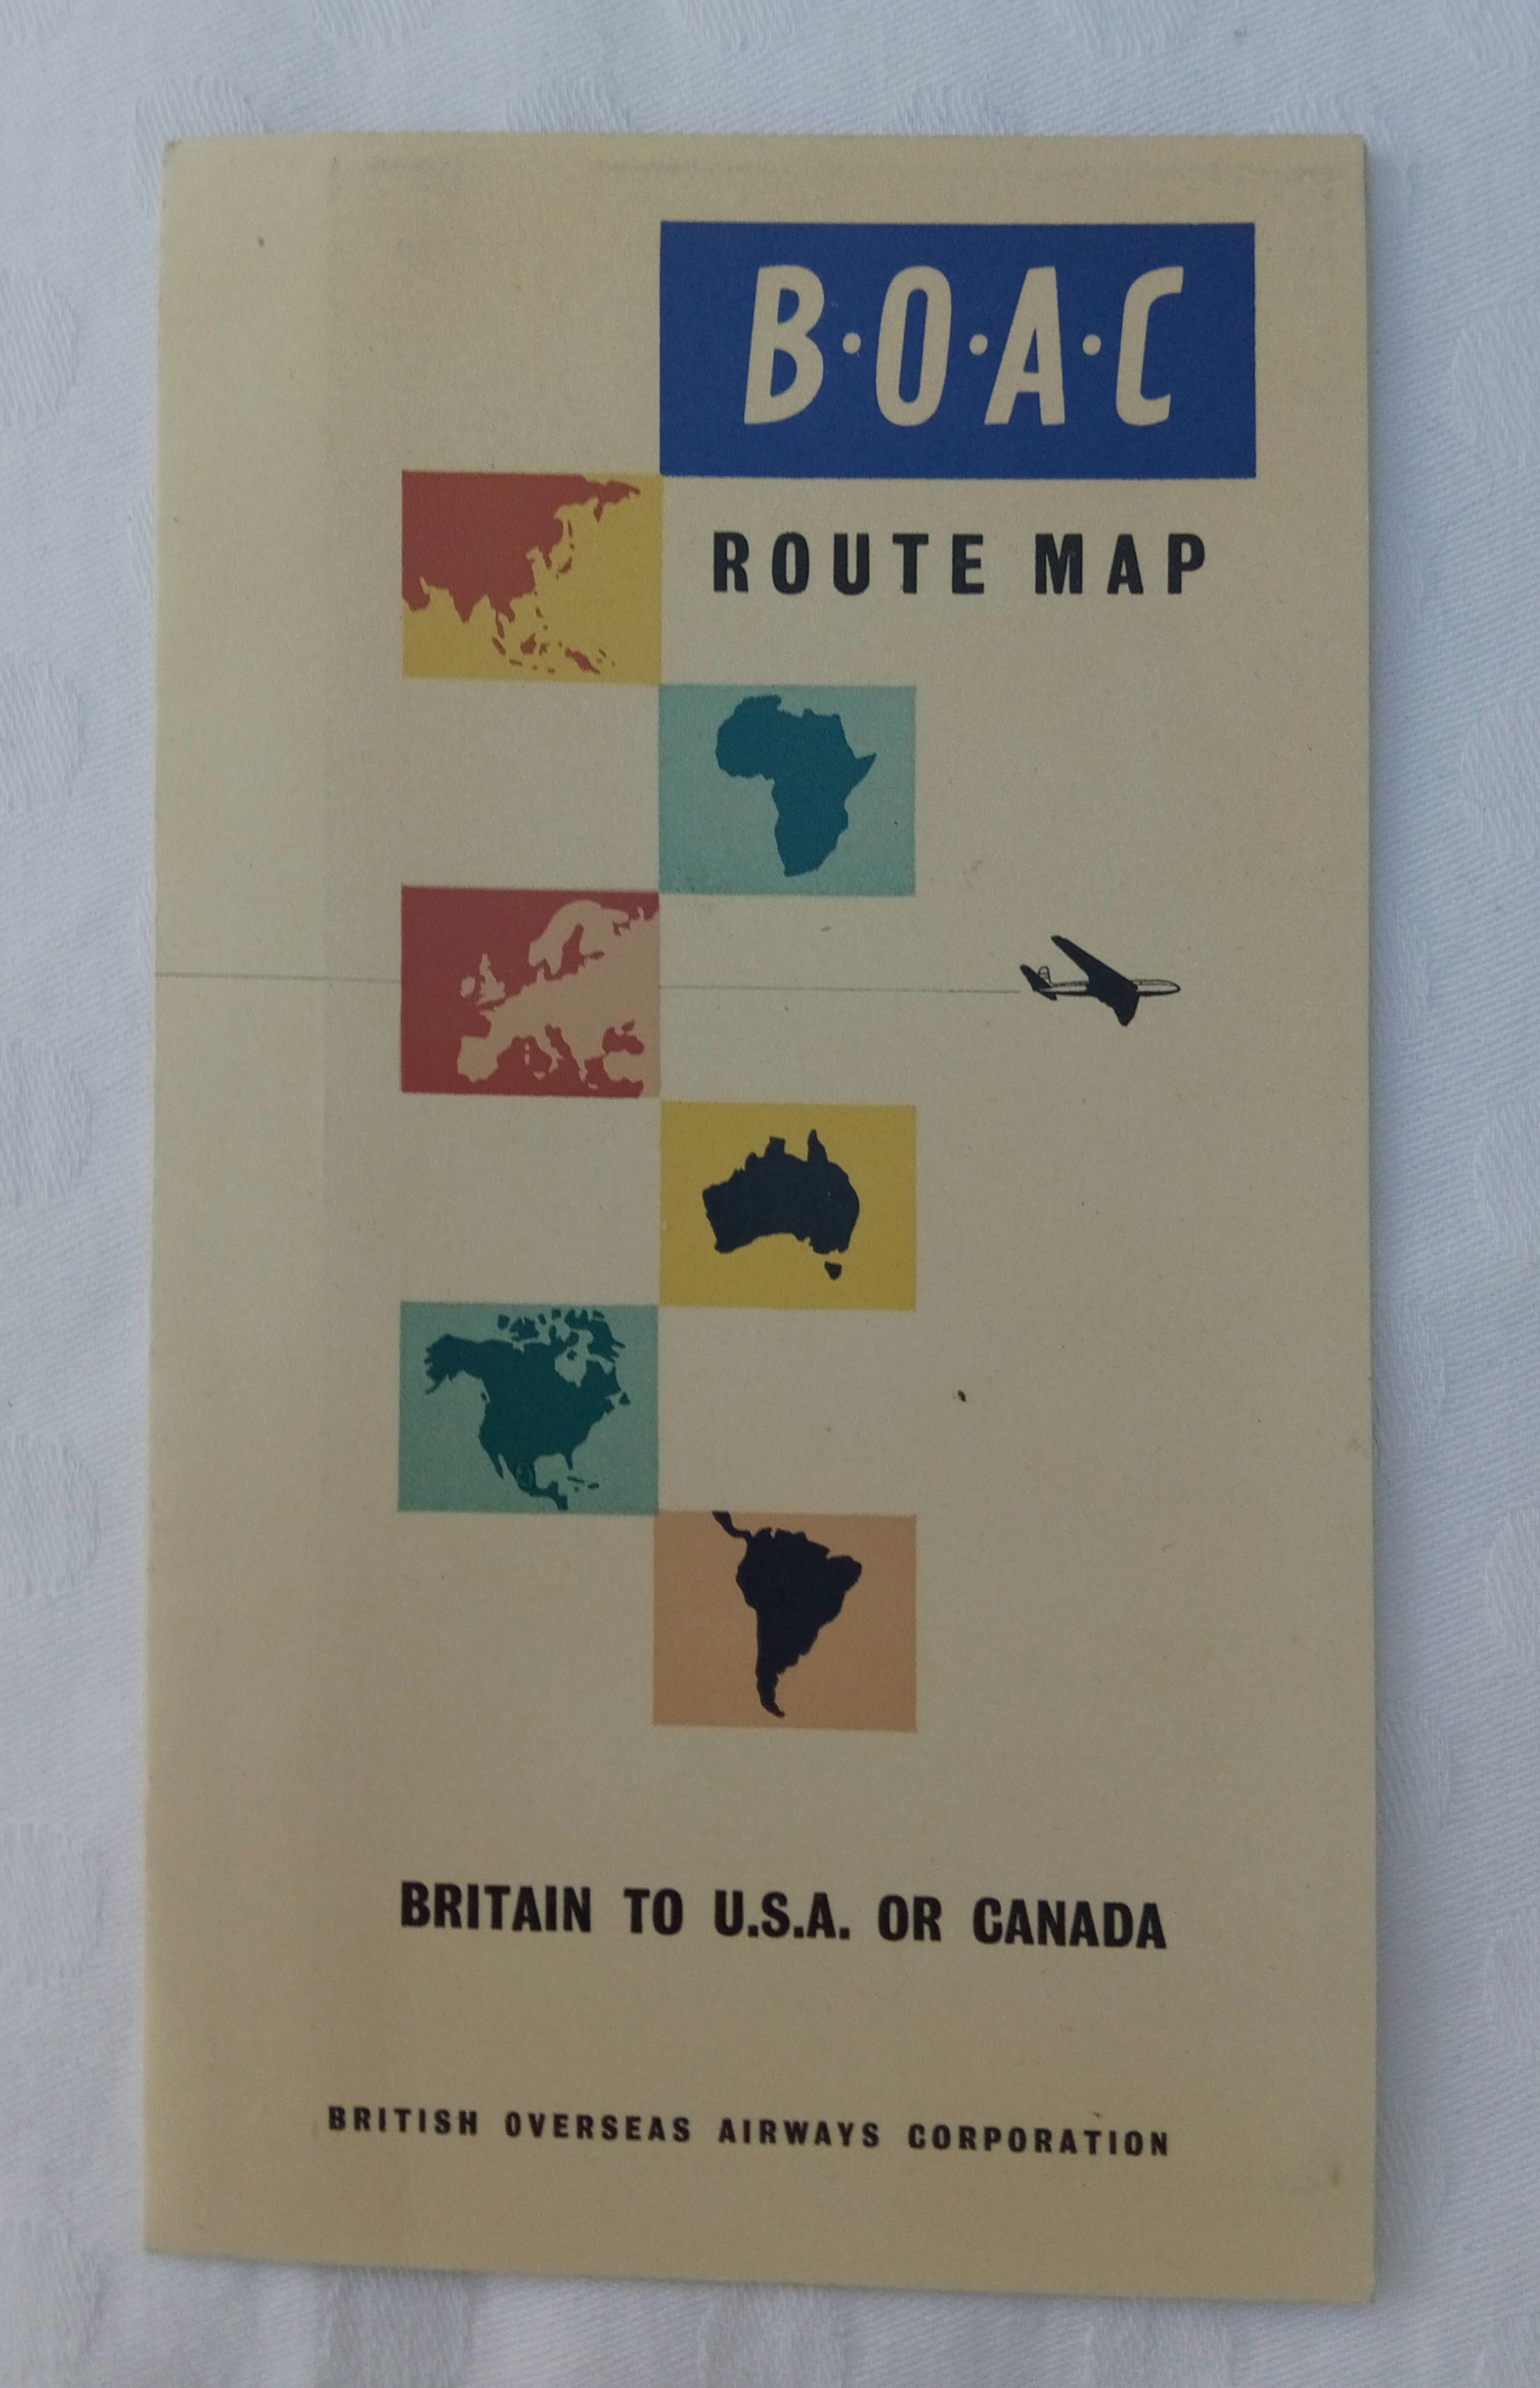 B·O·A·C
ROUTE MAP
BRITAIN TO U.S.A. OR CANADA
BRITISH OVERSEAS AIRWAYS CORPORATION